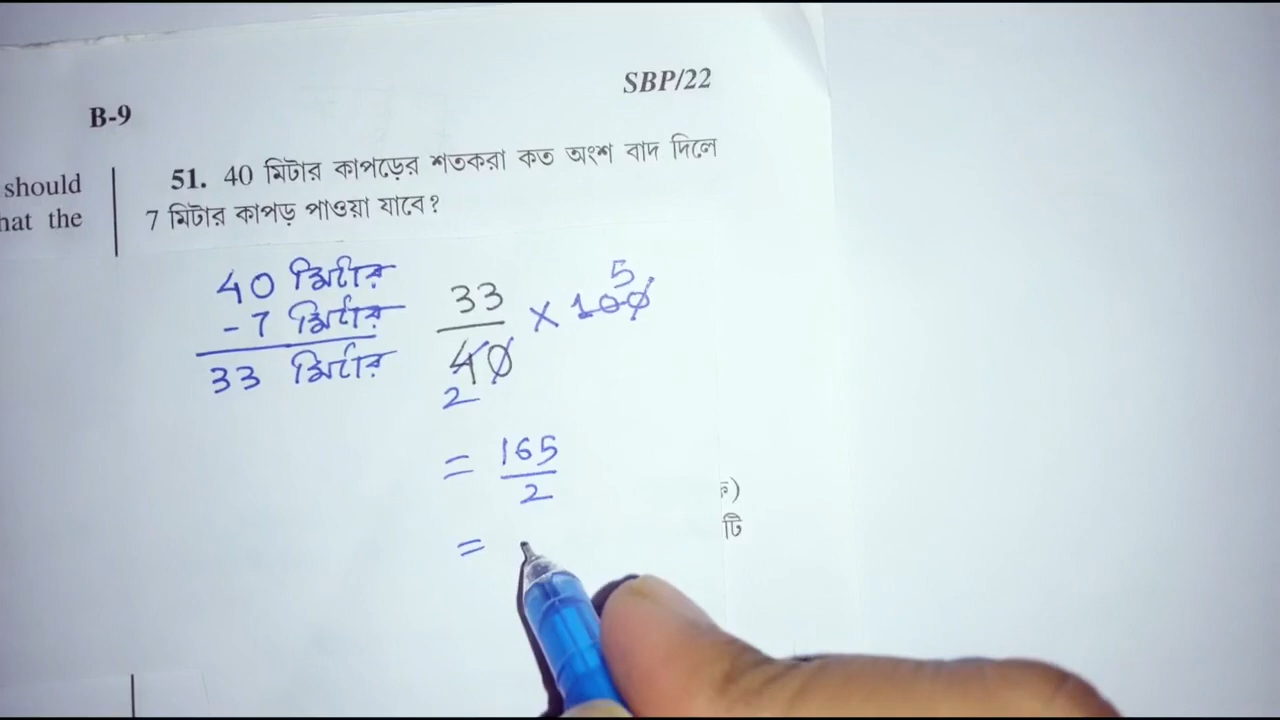 SBP/22
B-9
should
hat the
51. 40 মিটার কাপড়ের শতকরা কত অংশ বাদ দিলে
7 মিটার কাপড় পাওয়া যাবে?
40 মিটার
- 7 মিটার
33 মিটার
33 × 100
40
5
2
= 165
2
=
টি